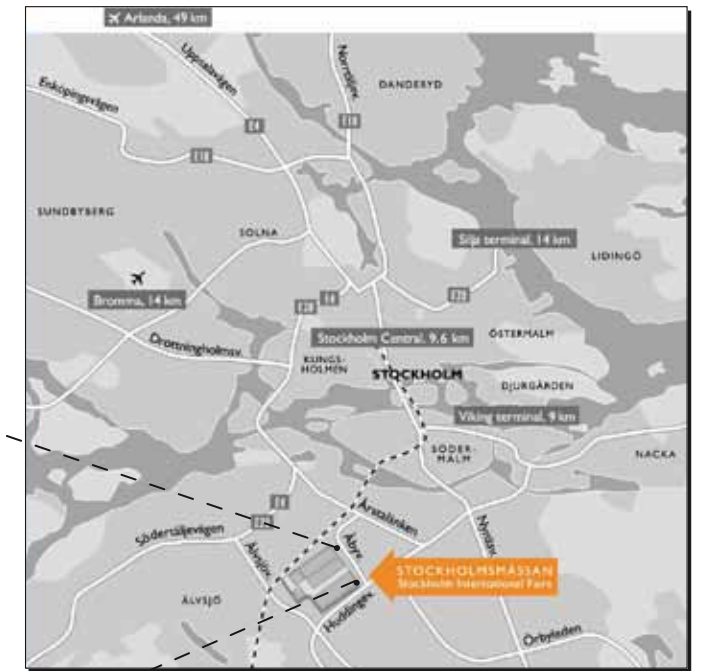 Arlanda, 49 km
Uppsalavägen
Norrtäljev.
DANDERYD
Enköpingsvägen
E4
E18
E18
SUNDBYBERG
SOLNA
Silja terminal, 14 km
LIDINGÖ
Bromma, 14 km
E4
E20
E20
Stockholm Central, 9,6 km
ÖSTERMALM
Drottningholmsv.
KUNGS-
HOLMEN
STOCKHOLM
DJURGÅRDEN
Viking terminal, 9 km
SÖDER-
MALM
NACKA
E4
E20
Årstalänken
Södertäljevägen
Åbyv.
Nynäsv.
Älvsjöv.
STOCKHOLMSMÄSSAN
Stockholm International Fairs
ÄLVSJÖ
Huddingev.
Örbyleden